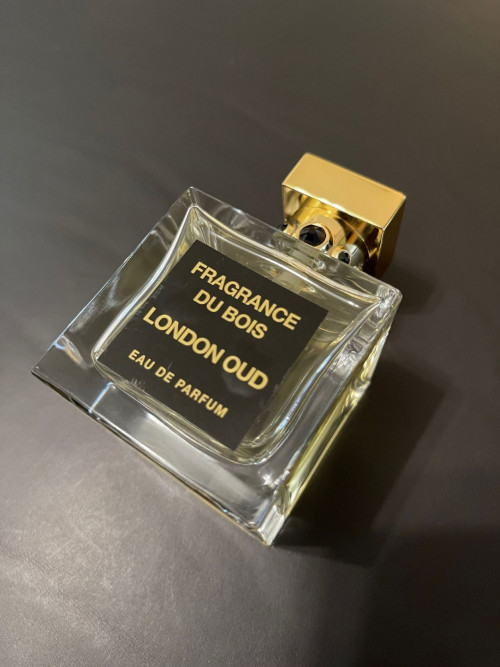 FRAGRANCE
DU BOIS
LONDON OUD
EAU DE PARFUM